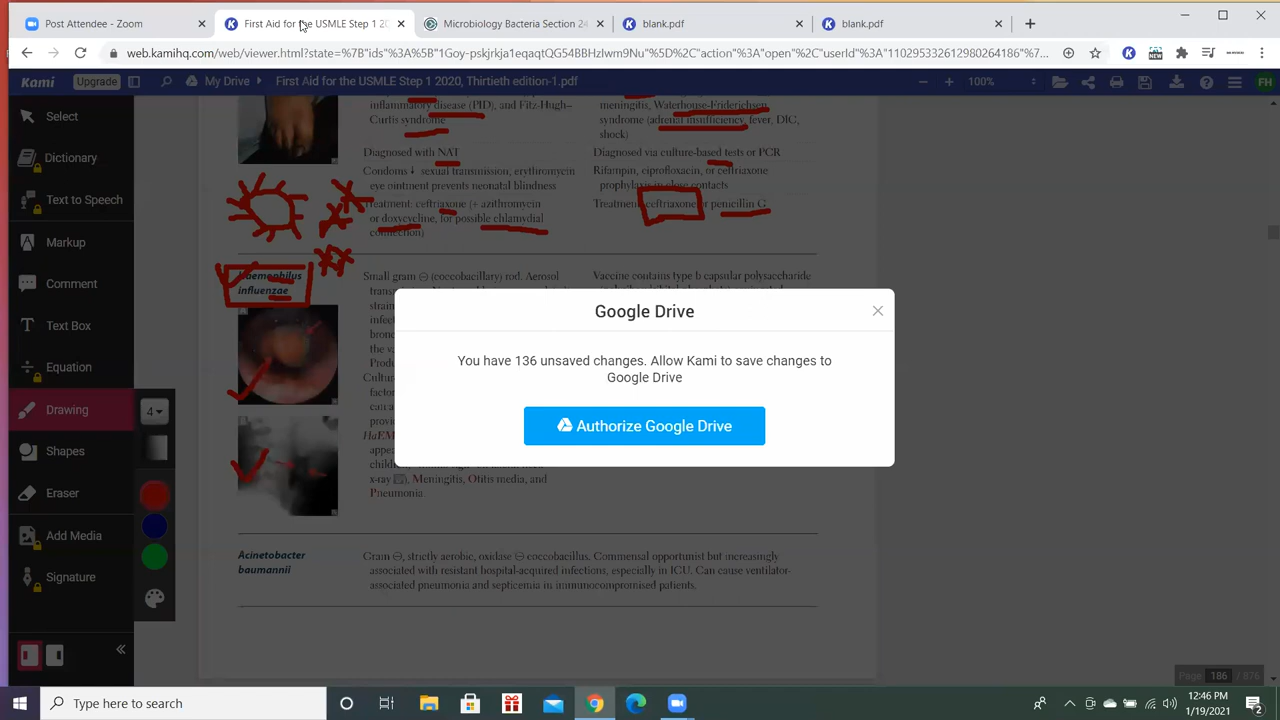 Post Attendee - Zoom
First Aid for the USMLE Step 1 20
Microbiology Bacteria Section 24
blank.pdf
blank.pdf
web.kamihq.com/web/viewer.html?state=%7B"ids"%3A%5B"1Goy-pskjrkja1eqaqtQG54BBHzIwm9Nu"%5D%2C"action"%3A"open"%2C"userId"%3A"110295332612980264186"%7...
Kami
Upgrade
My Drive
First Aid for the USMLE Step 1 2020, Thirtieth edition-1.pdf
100%
FH
Select
Dictionary
Text to Speech
Markup
Comment
Text Box
Equation
Drawing
4
Shapes
Eraser
Add Media
Signature
inflammatory disease (PID), and Fitz-Hugh–
Curtis syndrome
Diagnosed with NAT
Condoms ↓ sexual transmission, erythromycin
eye ointment prevents neonatal blindness
Treatment: ceftriaxone (+ azithromycin
or doxycycline, for possible chlamydial
meningitis, Waterhouse-Friderichsen
syndrome (adrenal insufficiency, fever, DIC,
shock)
Diagnosed via culture-based tests or PCR
Rifampin, ciprofloxacin, or ceftriaxone
prophylaxis in close contacts
Treatment: ceftriaxone or penicillin G
Haemophilus
influenzae
Small gram ⊖ (coccobacillary) rod. Aerosol
Vaccine contains type b capsular polysaccharide
Google Drive
You have 136 unsaved changes. Allow Kami to save changes to
Google Drive
Authorize Google Drive
x-ray, Meningitis, Otitis media, and
Pneumonia.
Acinetobacter
baumannii
Gram ⊖, strictly aerobic, oxidase ⊖ coccobacillus. Commensal opportunist but increasingly
associated with resistant hospital-acquired infections, especially in ICU. Can cause ventilator-
associated pneumonia and septicemia in immunocompromised patients.
Page 186 / 876
Type here to search
12:46 PM
1/19/2021
2